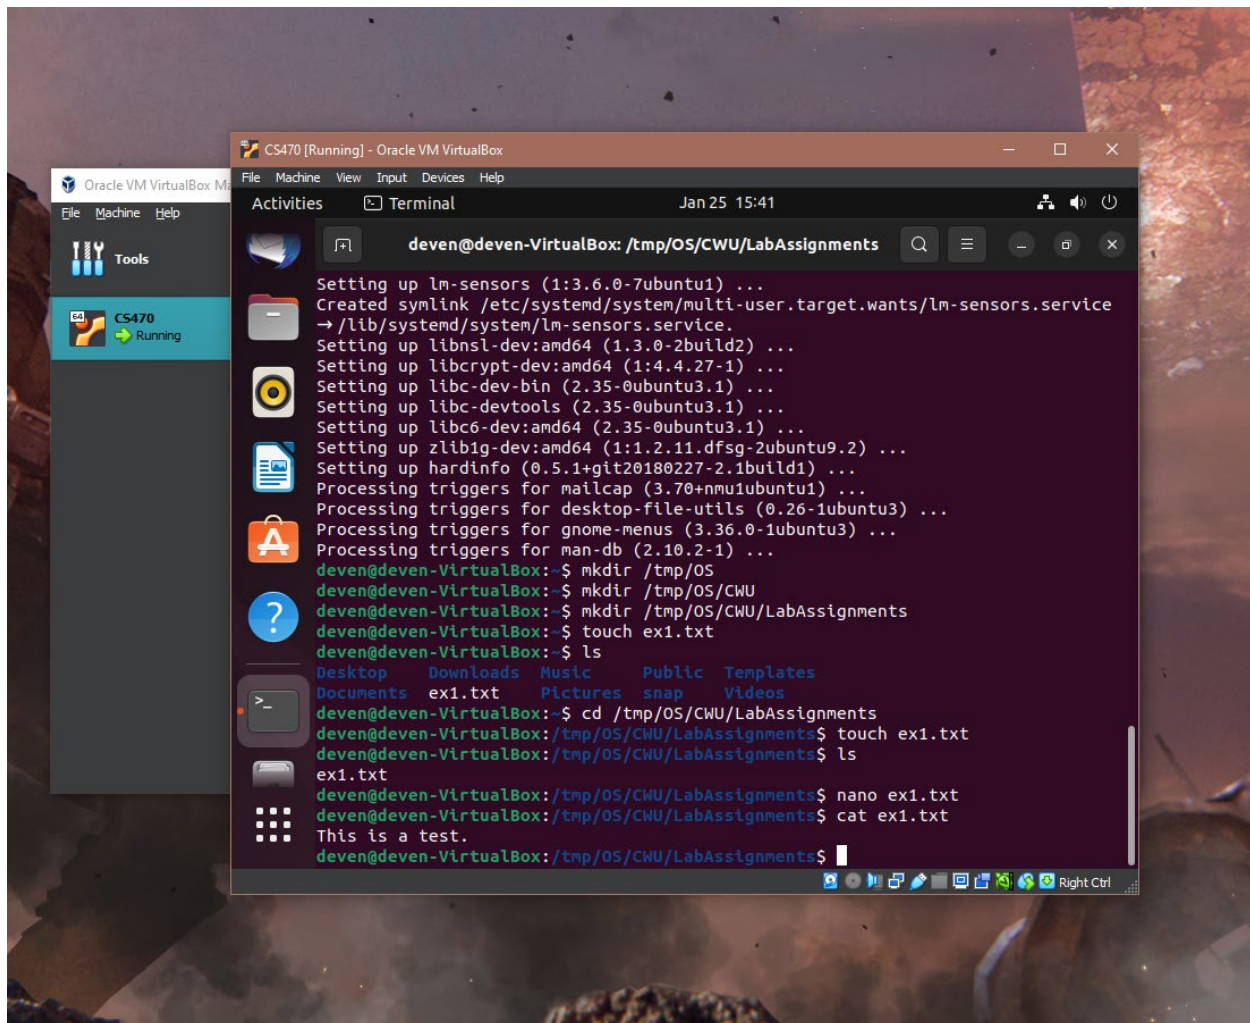 CS470 [Running] - Oracle VM VirtualBox
File Machine View Input Devices Help
Oracle VM VirtualBox Ma
File Machine Help
Tools
64
CS470
Running
Activities Terminal Jan 25 15:41
deven@deven-VirtualBox: /tmp/OS/CWU/LabAssignments
Setting up lm-sensors (1:3.6.0-7ubuntu1) ...
Created symlink /etc/systemd/system/multi-user.target.wants/lm-sensors.service
→ /lib/systemd/system/lm-sensors.service.
Setting up libnsl-dev:amd64 (1.3.0-2build2) ...
Setting up libcrypt-dev:amd64 (1:4.4.27-1) ...
Setting up libc-dev-bin (2.35-0ubuntu3.1) ...
Setting up libc-devtools (2.35-0ubuntu3.1) ...
Setting up libc6-dev:amd64 (2.35-0ubuntu3.1) ...
Setting up zlib1g-dev:amd64 (1:1.2.11.dfsg-2ubuntu9.2) ...
Setting up hardinfo (0.5.1+git20180227-2.1build1) ...
Processing triggers for mailcap (3.70+nmu1ubuntu1) ...
Processing triggers for desktop-file-utils (0.26-1ubuntu3) ...
Processing triggers for gnome-menus (3.36.0-1ubuntu3) ...
Processing triggers for man-db (2.10.2-1) ...
deven@deven-VirtualBox:~$ mkdir /tmp/OS
deven@deven-VirtualBox:~$ mkdir /tmp/OS/CWU
deven@deven-VirtualBox:~$ mkdir /tmp/OS/CWU/LabAssignments
deven@deven-VirtualBox:~$ touch ex1.txt
deven@deven-VirtualBox:~$ ls
Desktop Downloads Music Public Templates
Documents ex1.txt Pictures snap Videos
deven@deven-VirtualBox:~$ cd /tmp/OS/CWU/LabAssignments
deven@deven-VirtualBox:/tmp/OS/CWU/LabAssignments$ touch ex1.txt
deven@deven-VirtualBox:/tmp/OS/CWU/LabAssignments$ ls
ex1.txt
deven@deven-VirtualBox:/tmp/OS/CWU/LabAssignments$ nano ex1.txt
deven@deven-VirtualBox:/tmp/OS/CWU/LabAssignments$ cat ex1.txt
This is a test.
deven@deven-VirtualBox:/tmp/OS/CWU/LabAssignments$
Right Ctrl